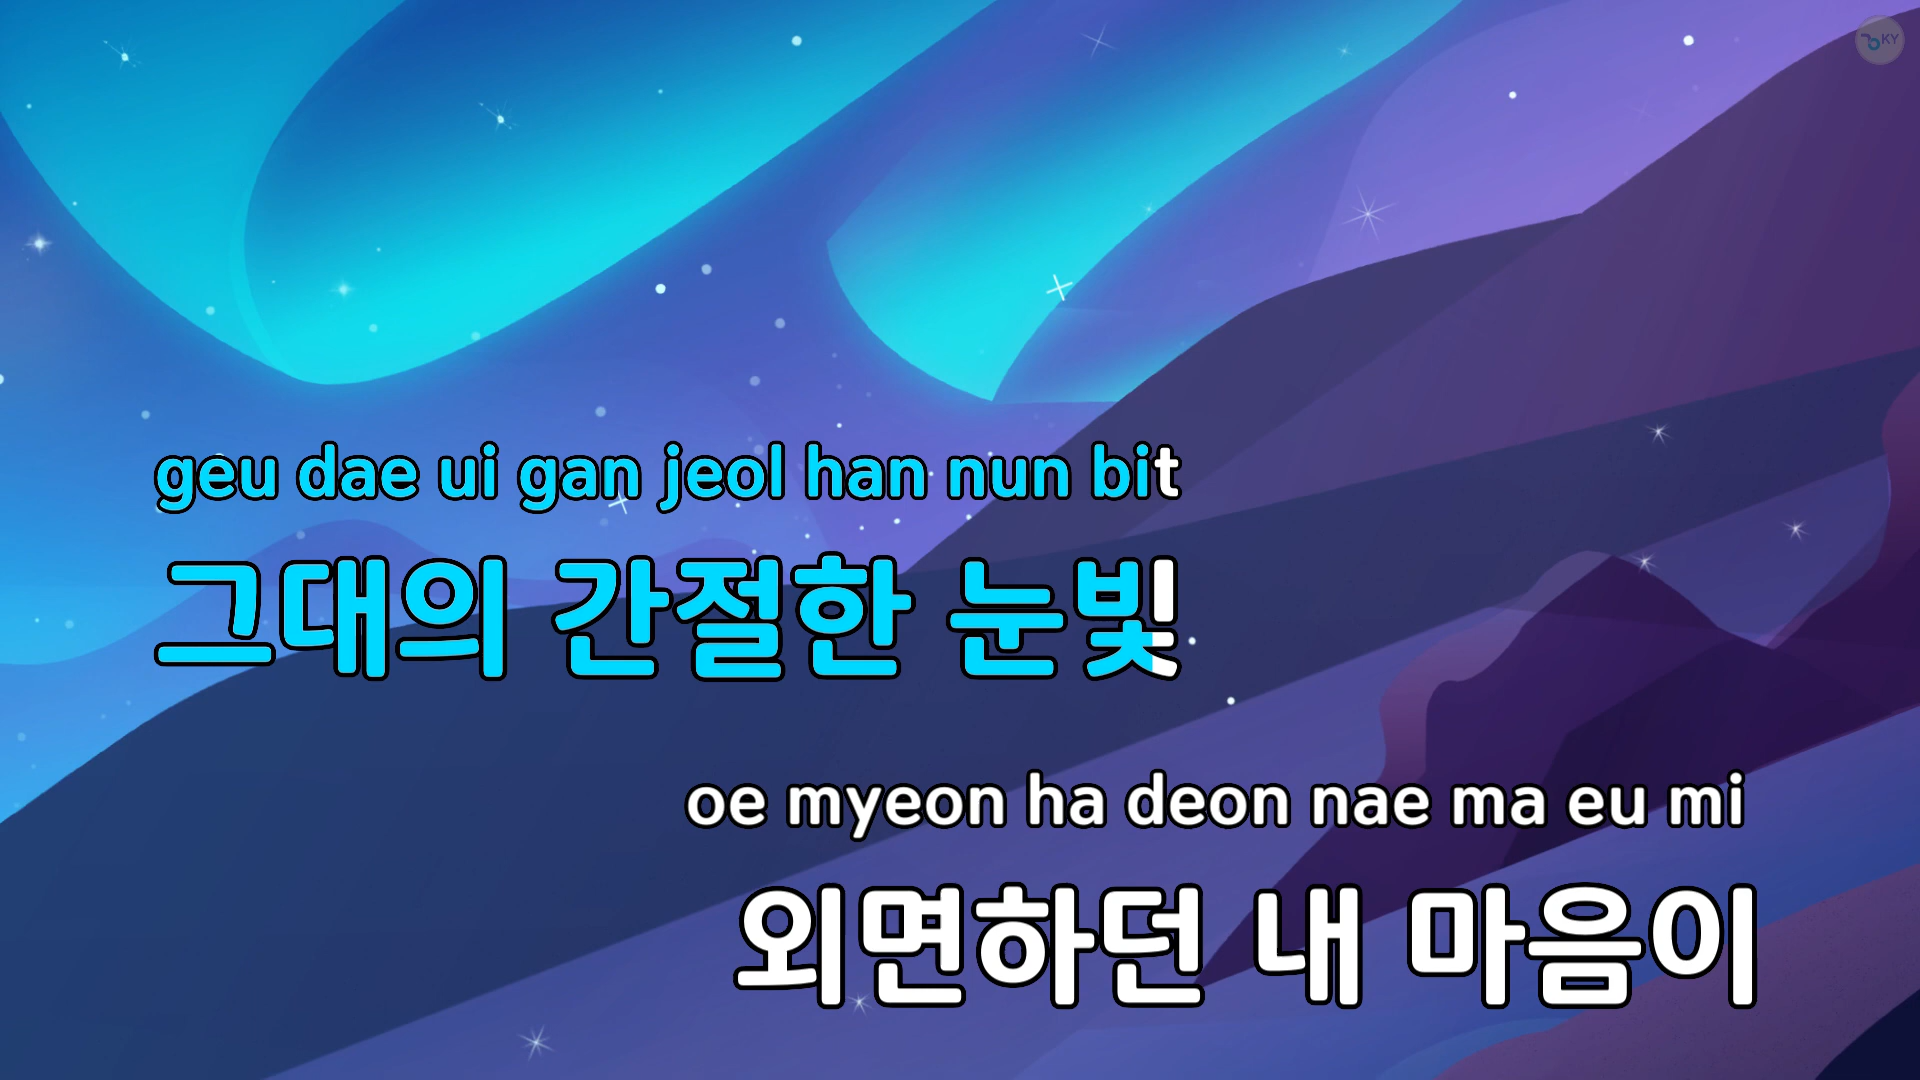 KY
geu dae ui gan jeol han nun bit
그대의 간절한 눈빛
oe myeon ha deon nae ma eu mi
외면하던 내 마음이